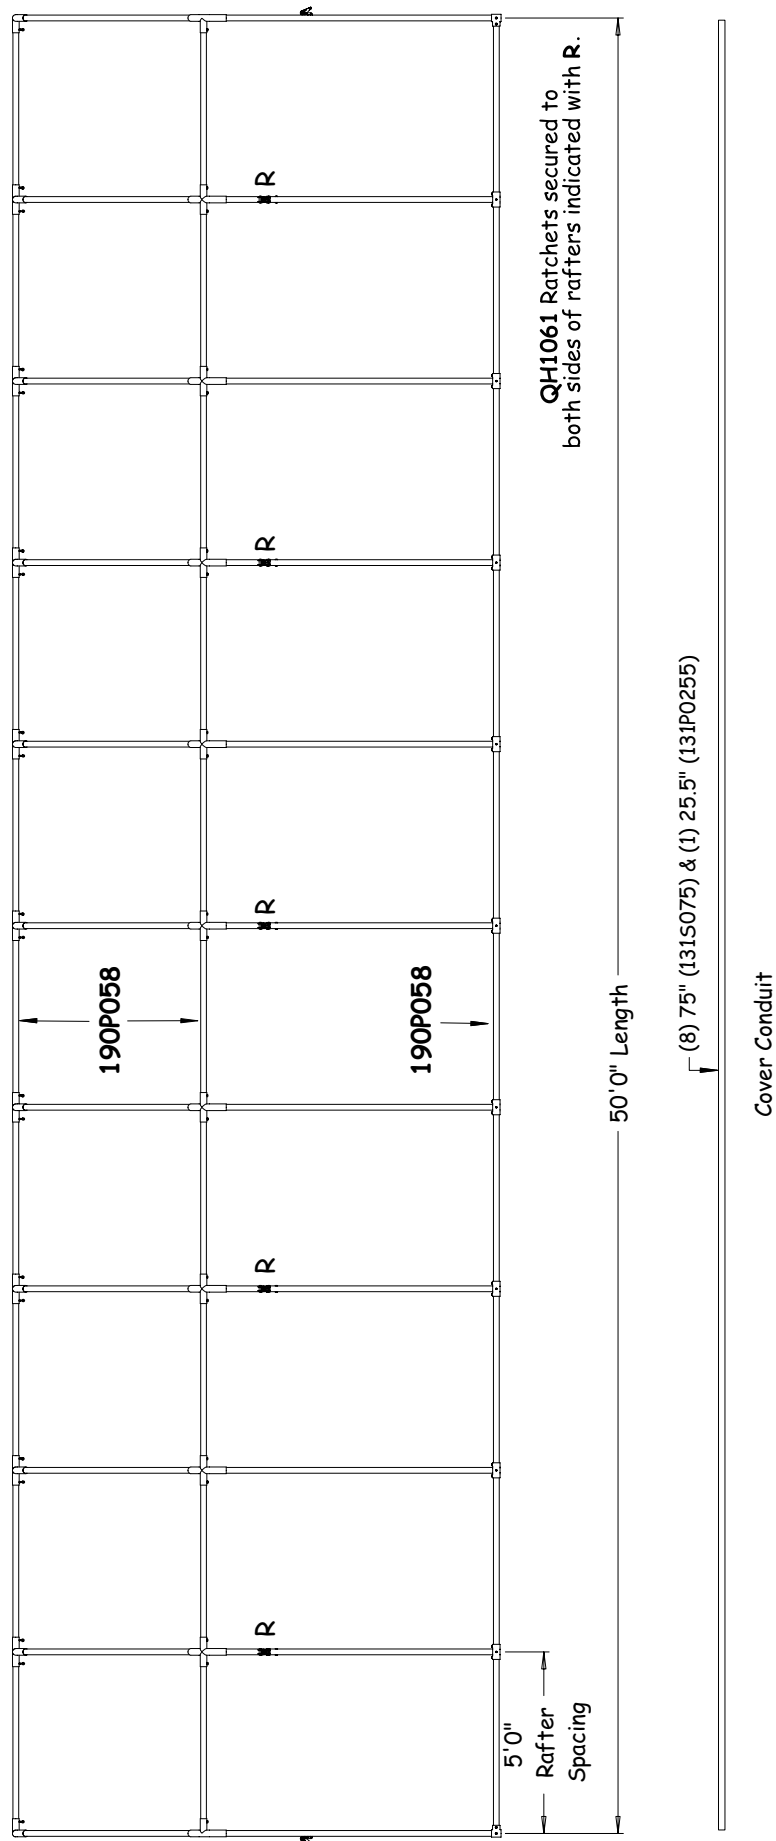 R
R
R
R
R
190P058
190P058
QH1061 Ratchets secured to
both sides of rafters indicated with R.
5'0"
Rafter
Spacing
50'0" Length
(8) 75" (131S075) & (1) 25.5" (131P0255)
Cover Conduit